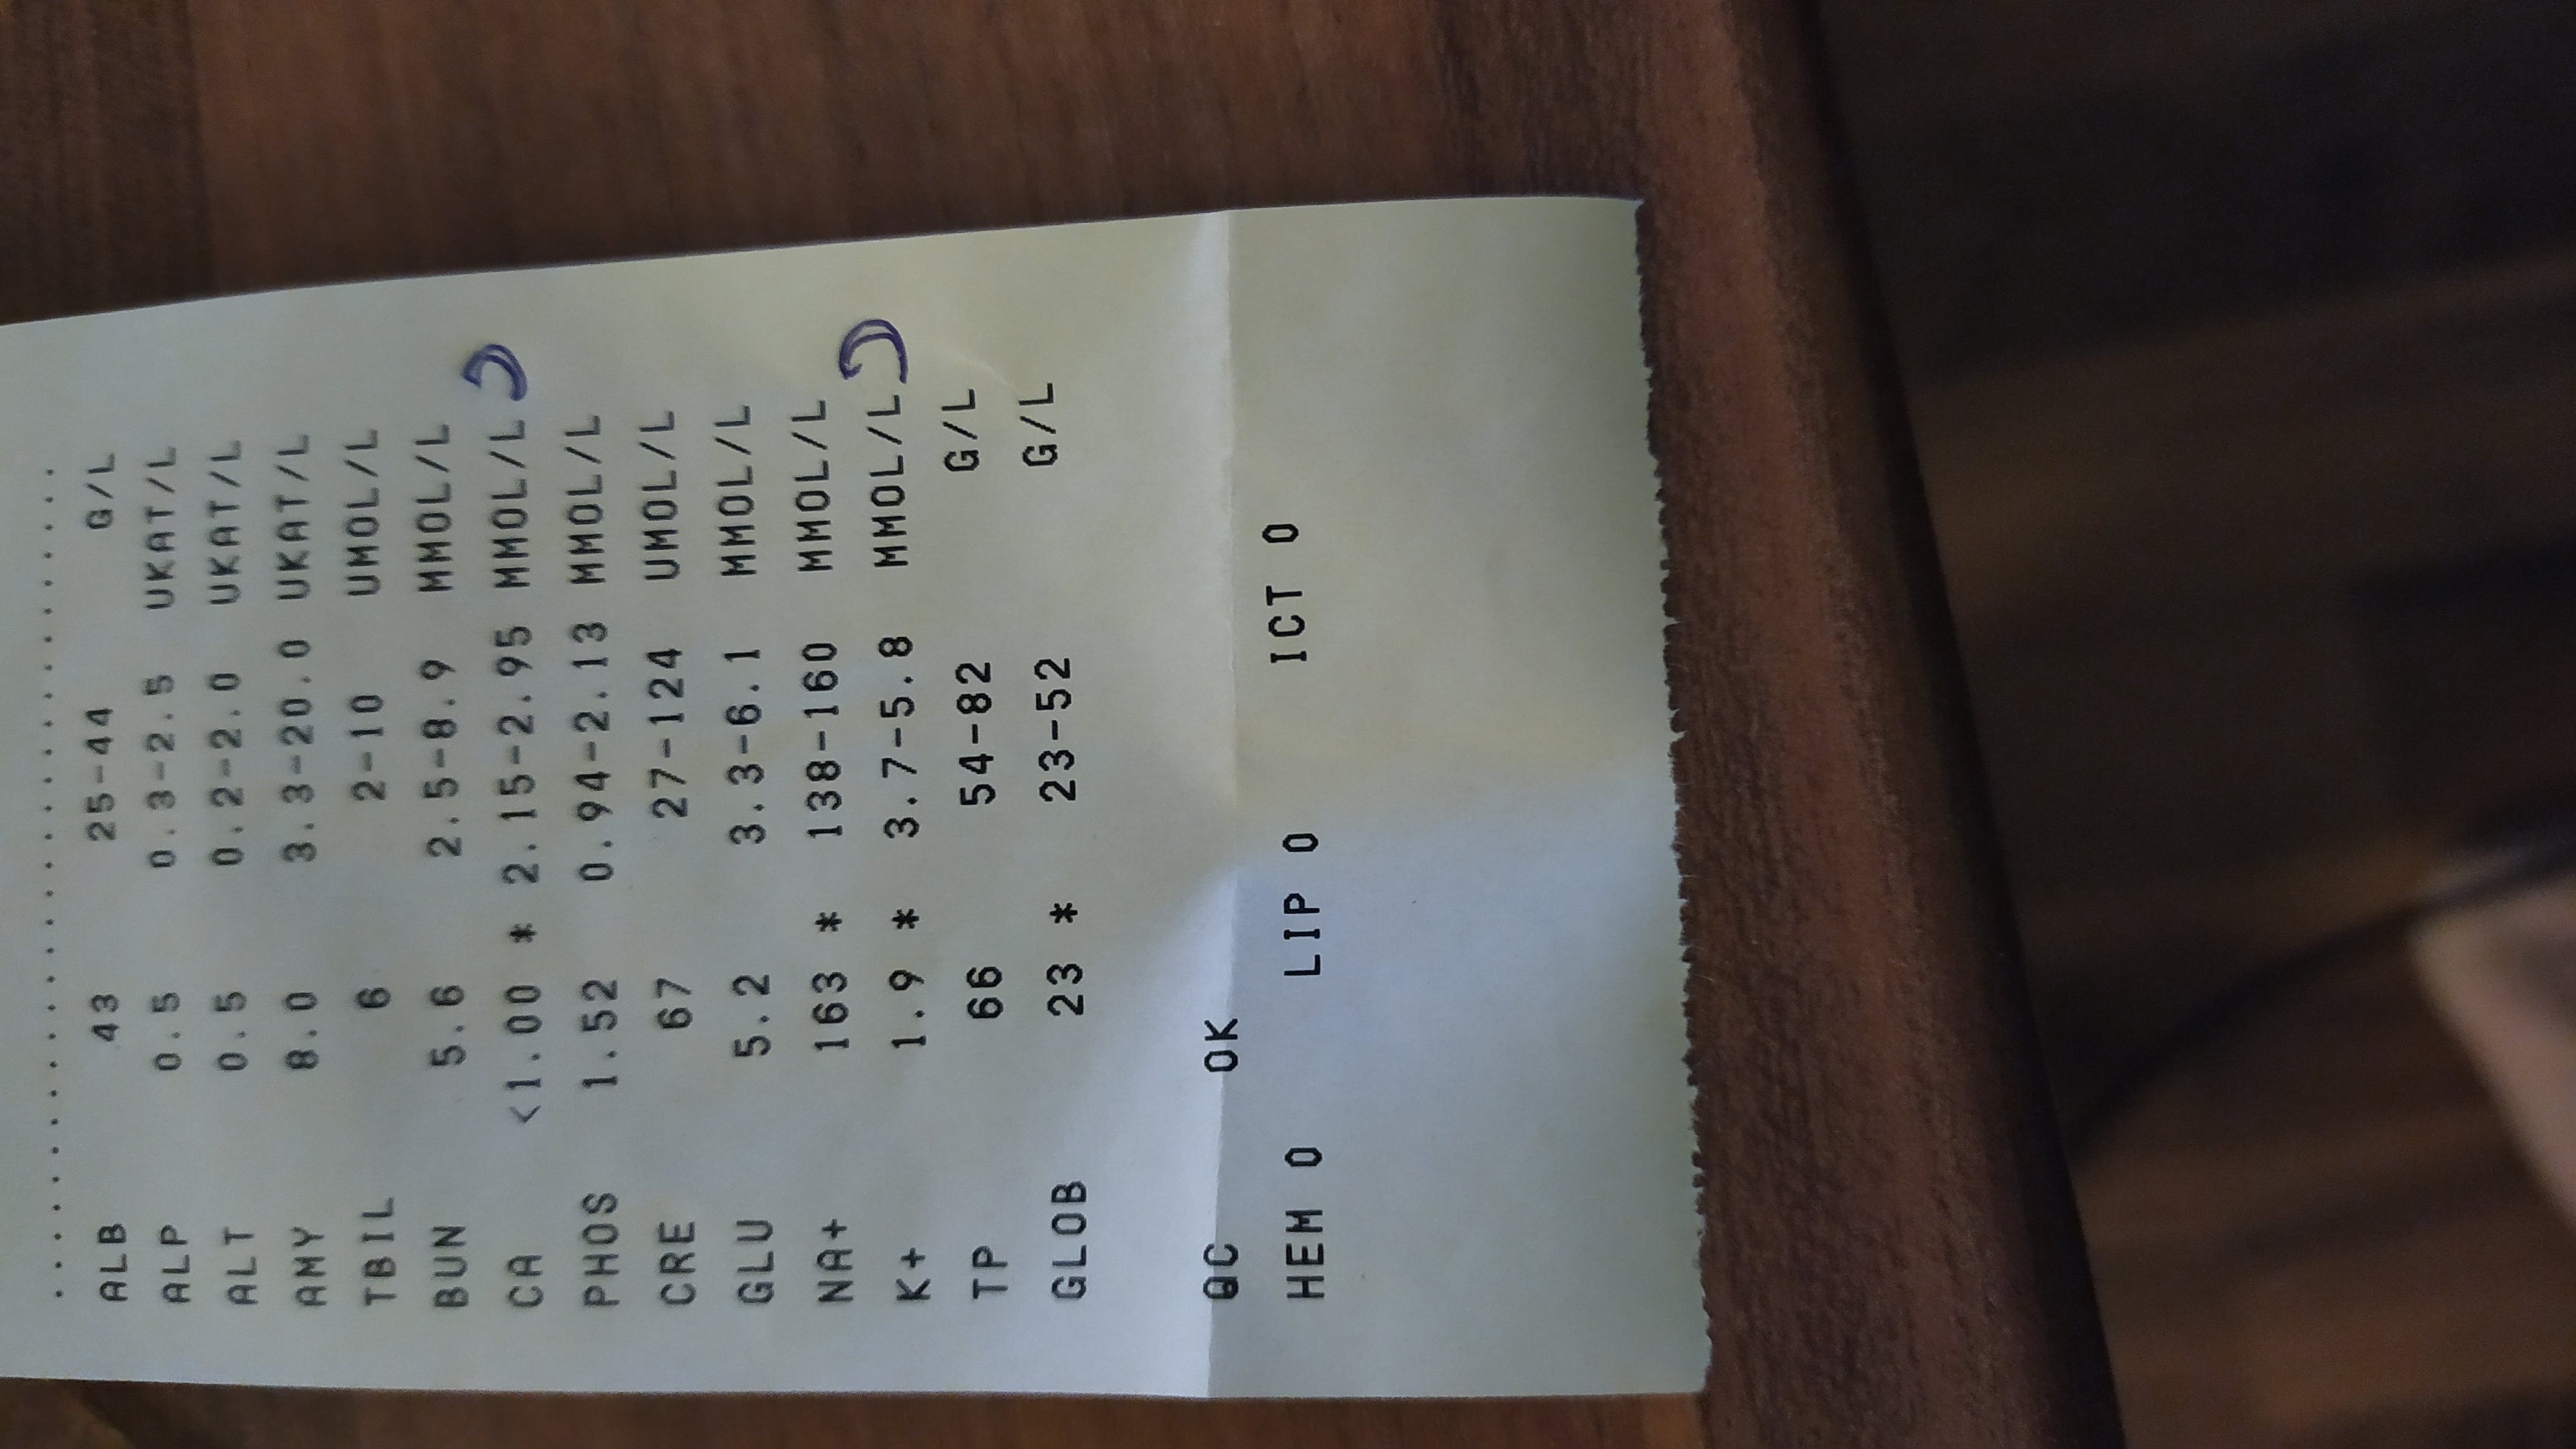 ALB 43 25-44 G/L
ALP 0.5 0.3-2.5 UKAT/L
ALT 0.5 0.2-2.0 UKAT/L
AMY 8.0 3.3-20.0 UKAT/L
TBIL 6 2-10 UMOL/L
BUN 5.6 2.5-8.9 MMOL/L
CA <1.00 * 2.15-2.95 MMOL/L
PHOS 1.52 0.94-2.13 MMOL/L
CRE 67 27-124 UMOL/L
GLU 5.2 3.3-6.1 MMOL/L
NA+ 163 * 138-160 MMOL/L
K+ 1.9 * 3.7-5.8 MMOL/L
TP 66 54-82 G/L
GLOB 23 * 23-52 G/L
QC OK
HEM 0 LIP 0 ICT 0